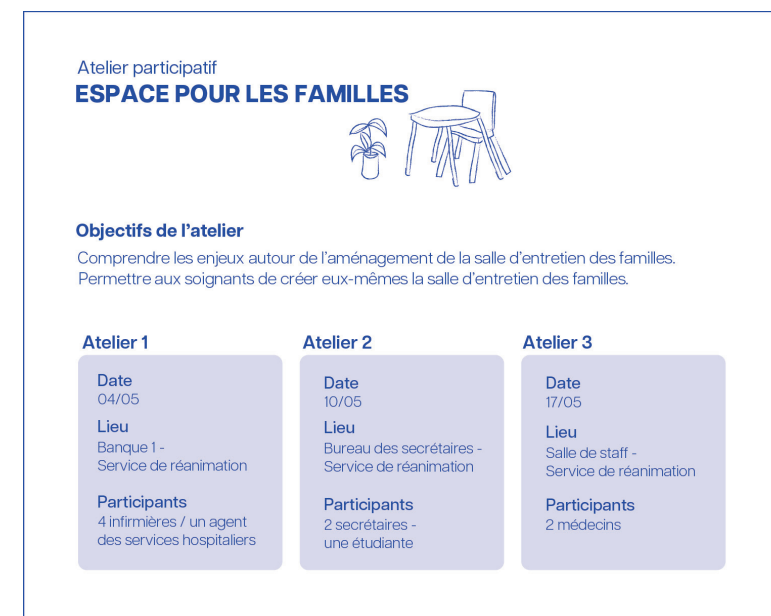 Atelier participatif
ESPACE POUR LES FAMILLES
Objectifs de l'atelier
Comprendre les enjeux autour de l'aménagement de la salle d'entretien des familles.
Permettre aux soignants de créer eux-mêmes la salle d'entretien des familles.
Atelier 1
Date
04/05
Lieu
Banque 1 -
Service de réanimation
Participants
4 infirmières / un agent
des services hospitaliers
Atelier 2
Date
10/05
Lieu
Bureau des secrétaires -
Service de réanimation
Participants
2 secrétaires -
une étudiante
Atelier 3
Date
17/05
Lieu
Salle de staff -
Service de réanimation
Participants
2 médecins